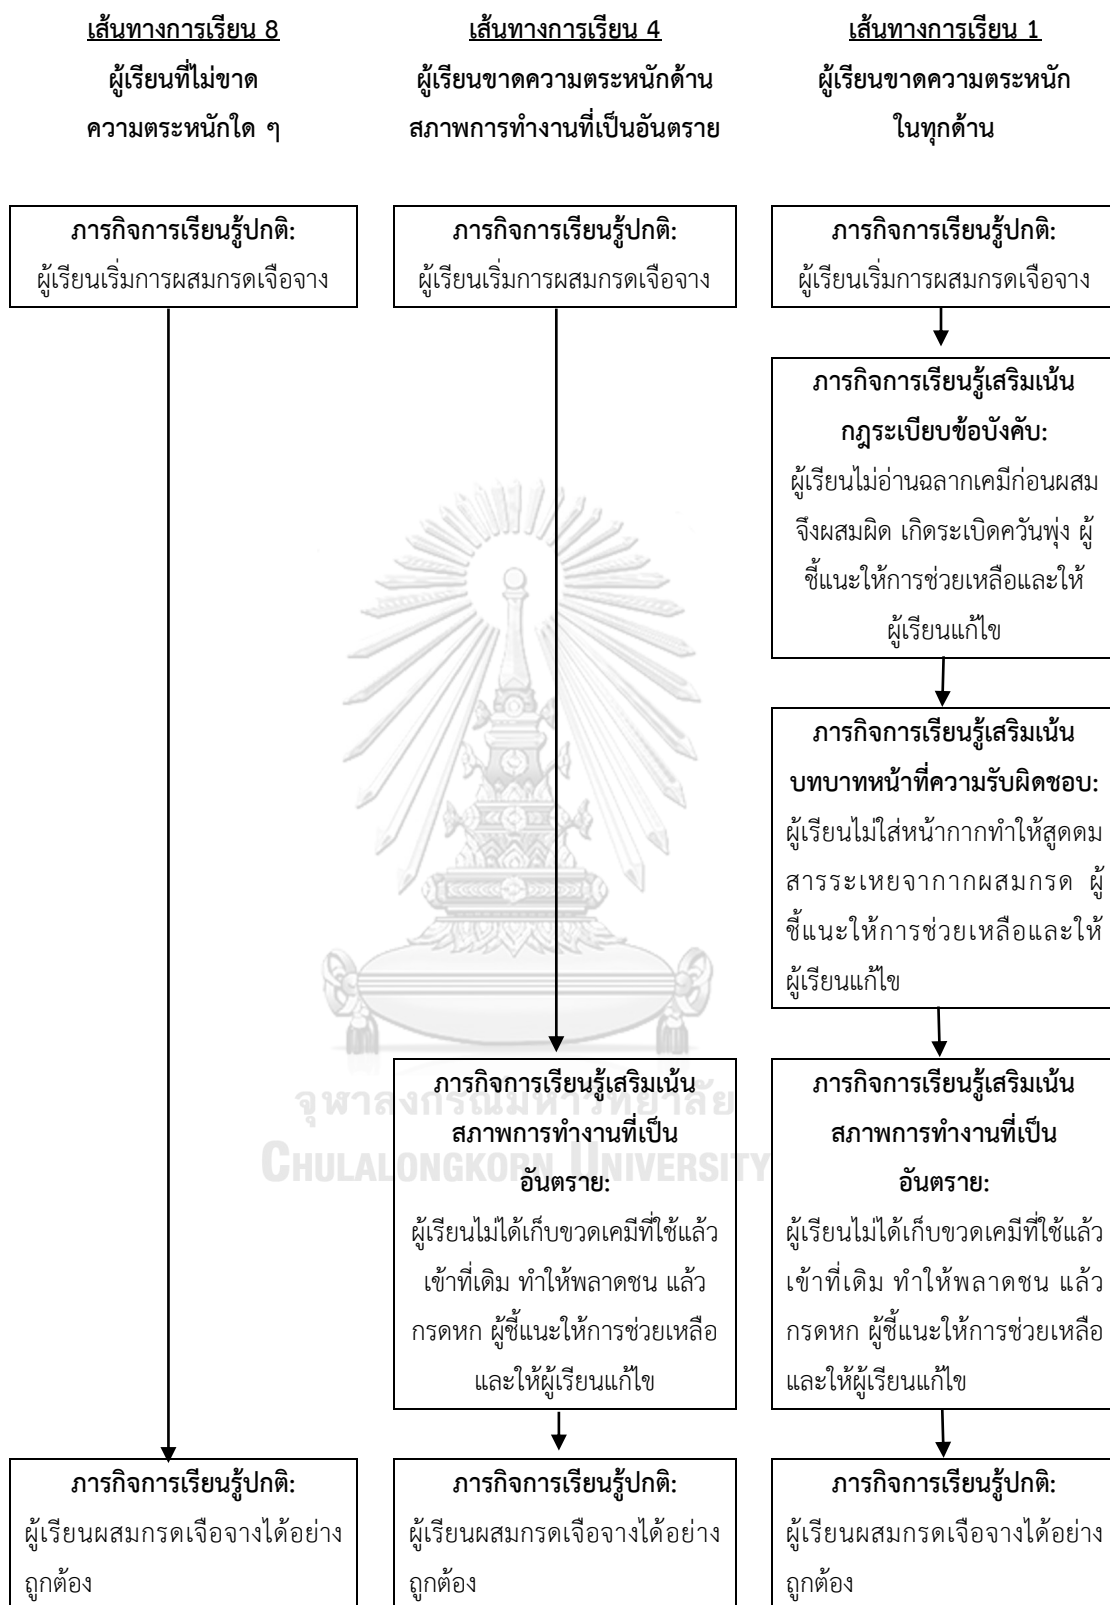 เส้นทางการเรียน 8
ผู้เรียนที่ไม่ขาด
ความตระหนักใด ๆ
ภารกิจการเรียนรู้ปกติ:
ผู้เรียนเริ่มการผสมกรดเจือจาง
ภารกิจการเรียนรู้ปกติ:
ผู้เรียนผสมกรดเจือจางได้อย่าง
ถูกต้อง
เส้นทางการเรียน 4
ผู้เรียนขาดความตระหนักด้าน
สภาพการทำงานที่เป็นอันตราย
ภารกิจการเรียนรู้ปกติ:
ผู้เรียนเริ่มการผสมกรดเจือจาง
ภารกิจการเรียนรู้เสริมเน้น
สภาพการทำงานที่เป็น
อันตราย:
ผู้เรียนไม่ได้เก็บขวดเคมีที่ใช้แล้ว
เข้าที่เดิม ทำให้พลาดชน แล้ว
กรดหก ผู้ชี้แนะให้การช่วยเหลือ
และให้ผู้เรียนแก้ไข
ภารกิจการเรียนรู้ปกติ:
ผู้เรียนผสมกรดเจือจางได้อย่าง
ถูกต้อง
เส้นทางการเรียน 1
ผู้เรียนขาดความตระหนัก
ในทุกด้าน
ภารกิจการเรียนรู้ปกติ:
ผู้เรียนเริ่มการผสมกรดเจือจาง
ภารกิจการเรียนรู้เสริมเน้น
กฎระเบียบข้อบังคับ:
ผู้เรียนไม่อ่านฉลากเคมีก่อนผสม
จึงผสมผิด เกิดระเบิดควันพุ่ง ผู้
ชี้แนะให้การช่วยเหลือและให้
ผู้เรียนแก้ไข
ภารกิจการเรียนรู้เสริมเน้น
บทบาทหน้าที่ความรับผิดชอบ:
ผู้เรียนไม่ใส่หน้ากากทำให้สูดดม
สารระเหยจากากผสมกรด ผู้
ชี้แนะให้การช่วยเหลือและให้
ผู้เรียนแก้ไข
ภารกิจการเรียนรู้เสริมเน้น
สภาพการทำงานที่เป็น
อันตราย:
ผู้เรียนไม่ได้เก็บขวดเคมีที่ใช้แล้ว
เข้าที่เดิม ทำให้พลาดชน แล้ว
กรดหก ผู้ชี้แนะให้การช่วยเหลือ
และให้ผู้เรียนแก้ไข
ภารกิจการเรียนรู้ปกติ:
ผู้เรียนผสมกรดเจือจางได้อย่าง
ถูกต้อง
จุฬาลงกรณ์มหาวิทยาลัย
CHULALONGKORN UNIVERSITY